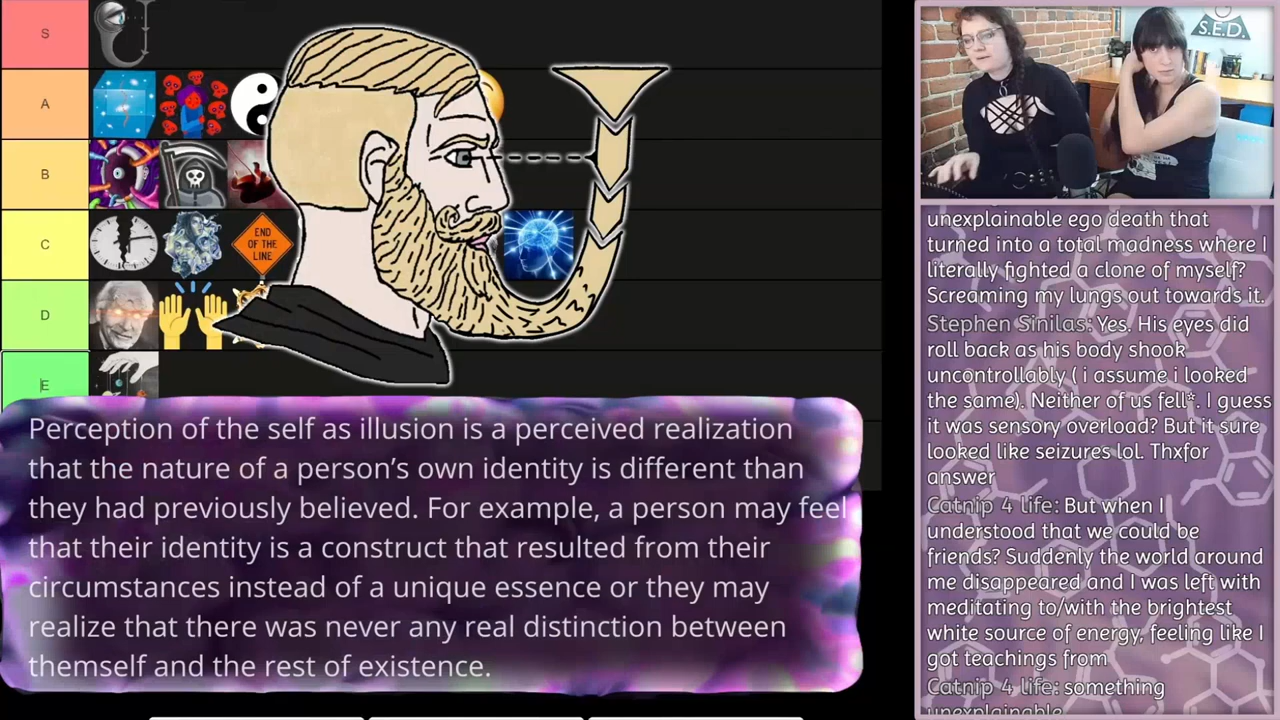 S
A
B
C
D
E
END
OF THE
LINE
Perception of the self as illusion is a perceived realization
that the nature of a person’s own identity is different than
they had previously believed. For example, a person may feel
that their identity is a construct that resulted from their
circumstances instead of a unique essence or they may
realize that there was never any real distinction between
themself and the rest of existence.
S.E.D.
unexplainable ego death that
turned into a total madness where I
literally fighted a clone of myself?
Screaming my lungs out towards it.
Stephen Sinilas: Yes. His eyes did
roll back as his body shook
uncontrollably ( i assume i looked
the same). Neither of us fell*. I guess
it was sensory overload? But it sure
looked like seizures lol. Thxfor
answer
Catnip 4 life: But when I
understood that we could be
friends? Suddenly the world around
me disappeared and I was left with
meditating to/with the brightest
white source of energy, feeling like I
got teachings from
Catnip 4 life: something
unexplainable